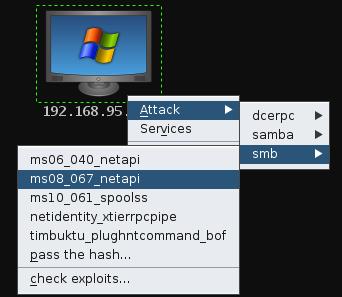 192.168.95.
Attack
Services
dcerpc
samba
smb
ms06_040_netapi
ms08_067_netapi
ms10_061_spoolss
netidentity_xtierrpcpipe
timbuktu_plughntcommand_bof
pass the hash...
check exploits...